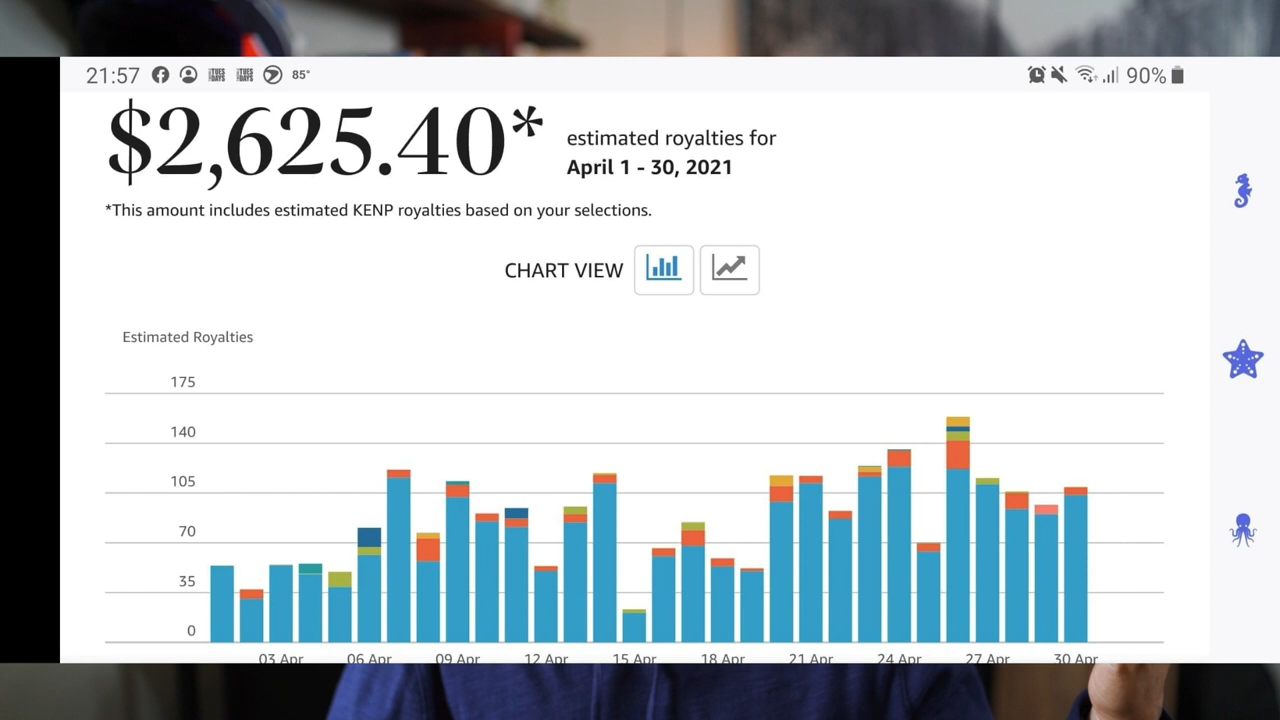 21:57 85° 90%
$2,625.40* estimated royalties for
April 1 - 30, 2021
*This amount includes estimated KENP royalties based on your selections.
CHART VIEW
Estimated Royalties
175
140
105
70
35
0
03 Apr 06 Apr 09 Apr 12 Apr 15 Apr 18 Apr 21 Apr 24 Apr 27 Apr 30 Apr